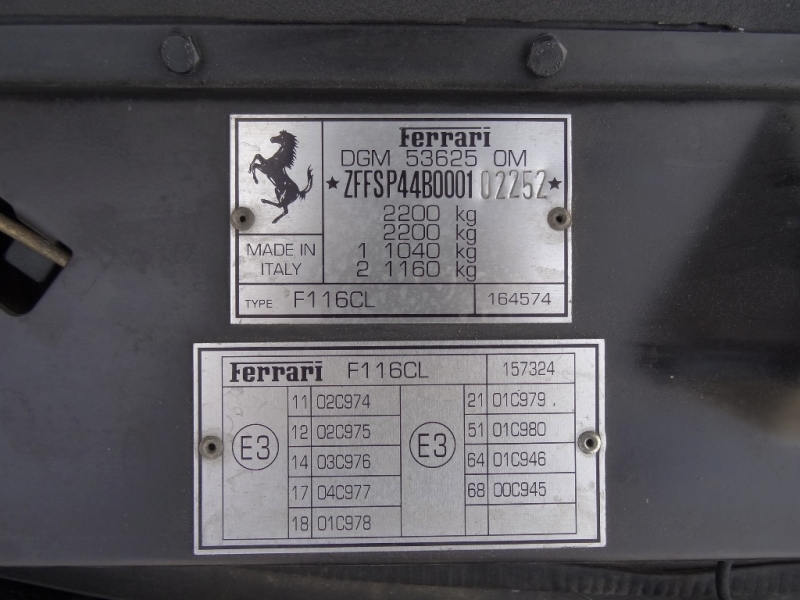 Ferrari
DGM 53625 OM
★ZFFSP44B000102252★
2200 kg
2200 kg
1 1040 kg
2 1160 kg
MADE IN
ITALY
TYPE F116CL 164574
Ferrari F116CL 157324
E3
11 02C974
12 02C975
14 03C976
17 04C977
18 01C978
E3
21 01C979
51 01C980
64 01C946
68 00C945